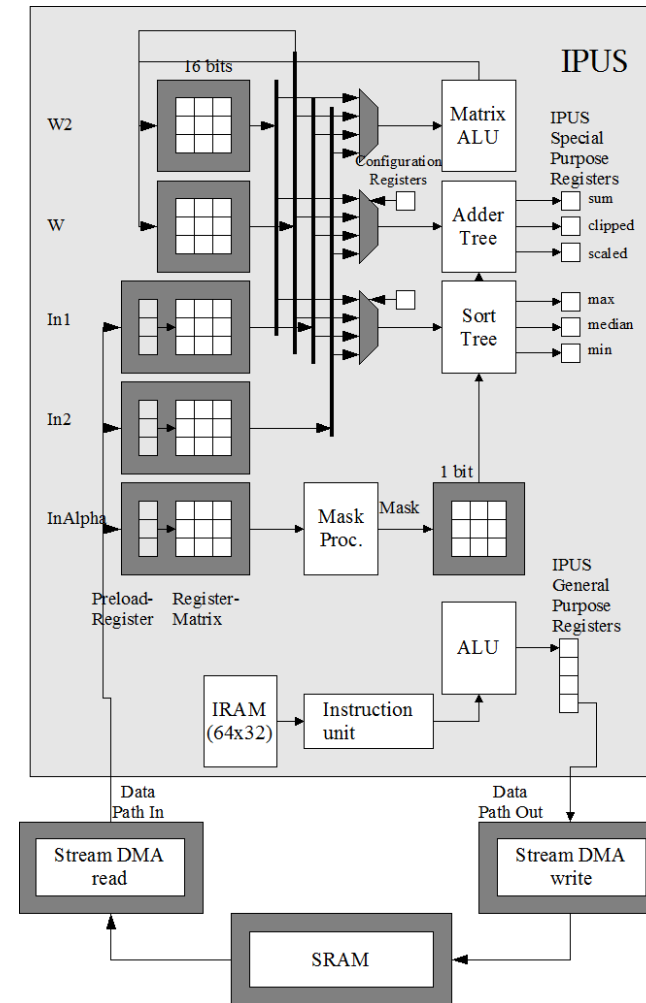 16 bits
IPUS
W2
Matrix
ALU
IPUS
Special
Purpose
Registers
Configuration
Registers
W
Adder
Tree
sum
clipped
scaled
In1
Sort
Tree
max
median
min
In2
1 bit
InAlpha
Mask
Proc.
Mask
Preload-
Register
Register-
Matrix
IPUS
General
Purpose
Registers
ALU
IRAM
(64x32)
Instruction
unit
Data
Path In
Data
Path Out
Stream DMA
read
Stream DMA
write
SRAM